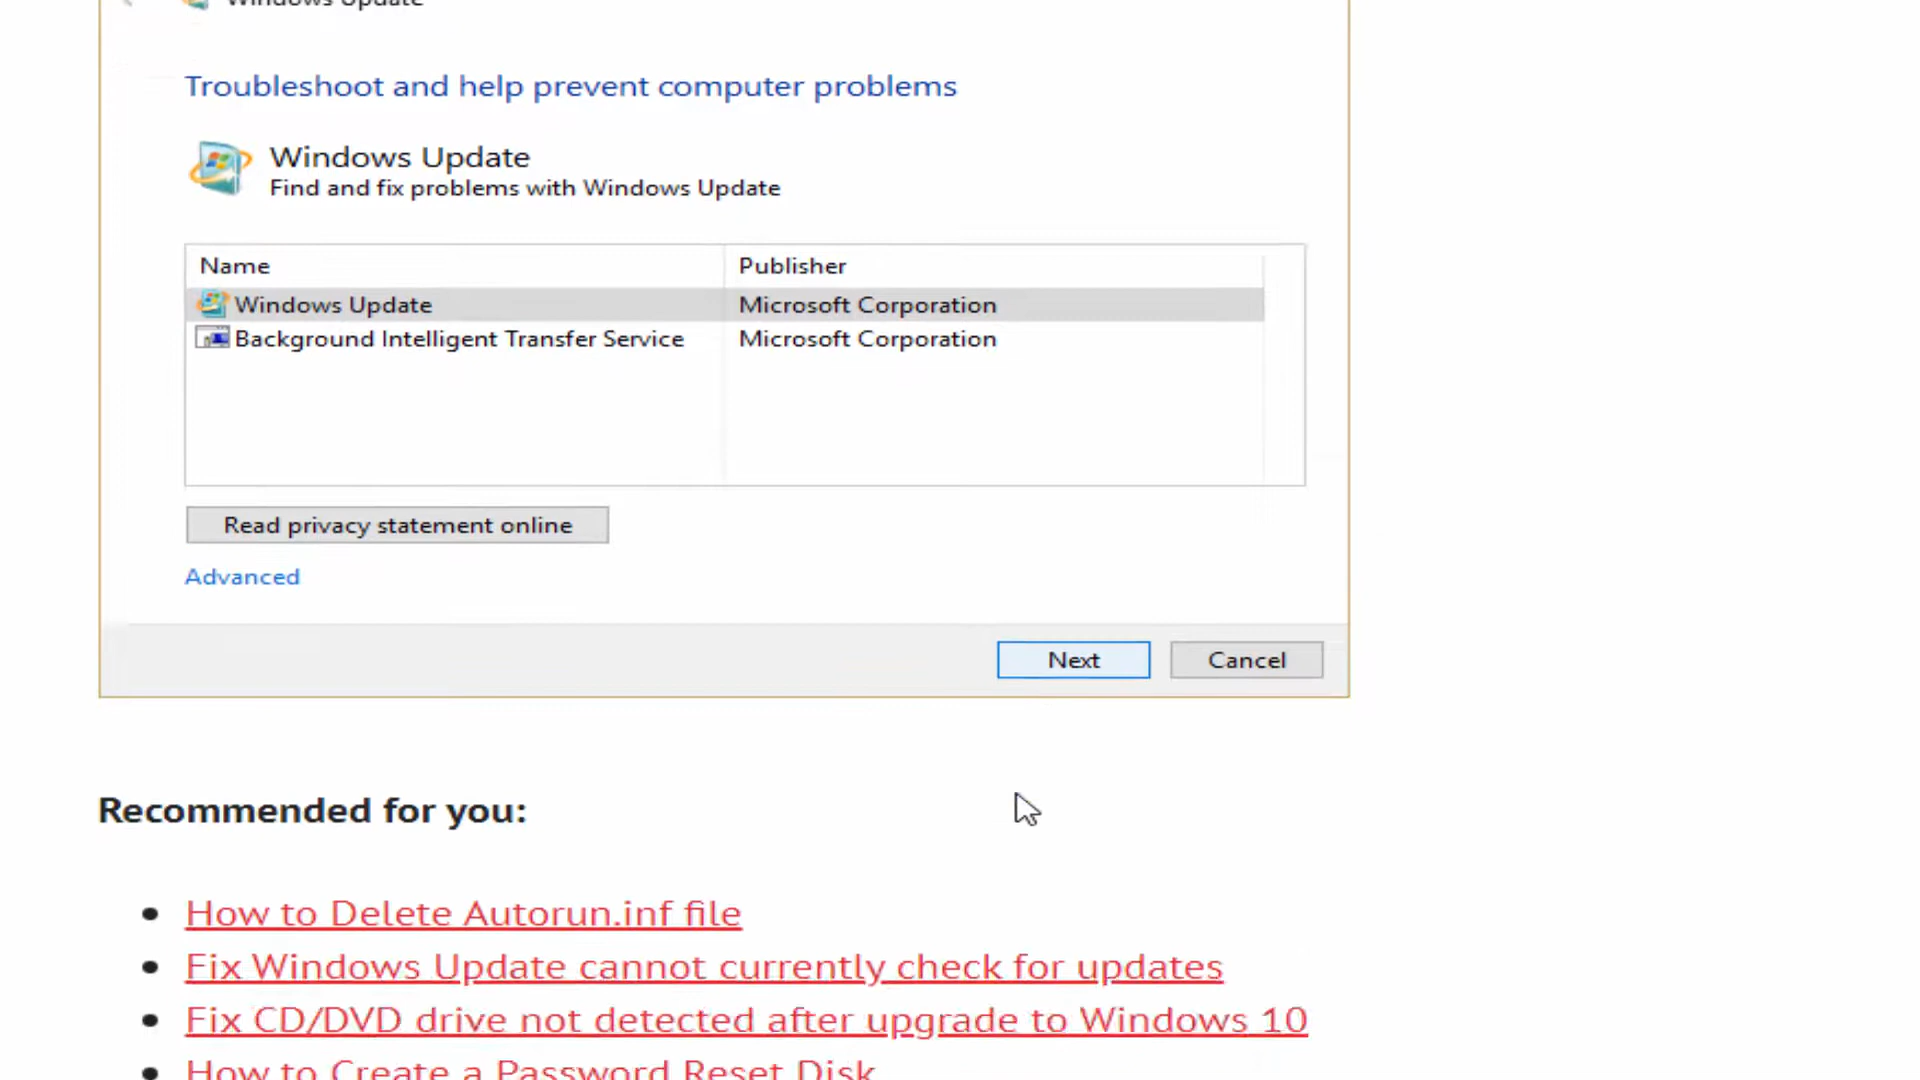 Windows Update
Troubleshoot and help prevent computer problems
Windows Update
Find and fix problems with Windows Update
Name Publisher
Windows Update Microsoft Corporation
Background Intelligent Transfer Service Microsoft Corporation
Read privacy statement online
Advanced
Next Cancel
Recommended for you:
How to Delete Autorun.inf file
Fix Windows Update cannot currently check for updates
Fix CD/DVD drive not detected after upgrade to Windows 10
How to Create a Password Reset Disk